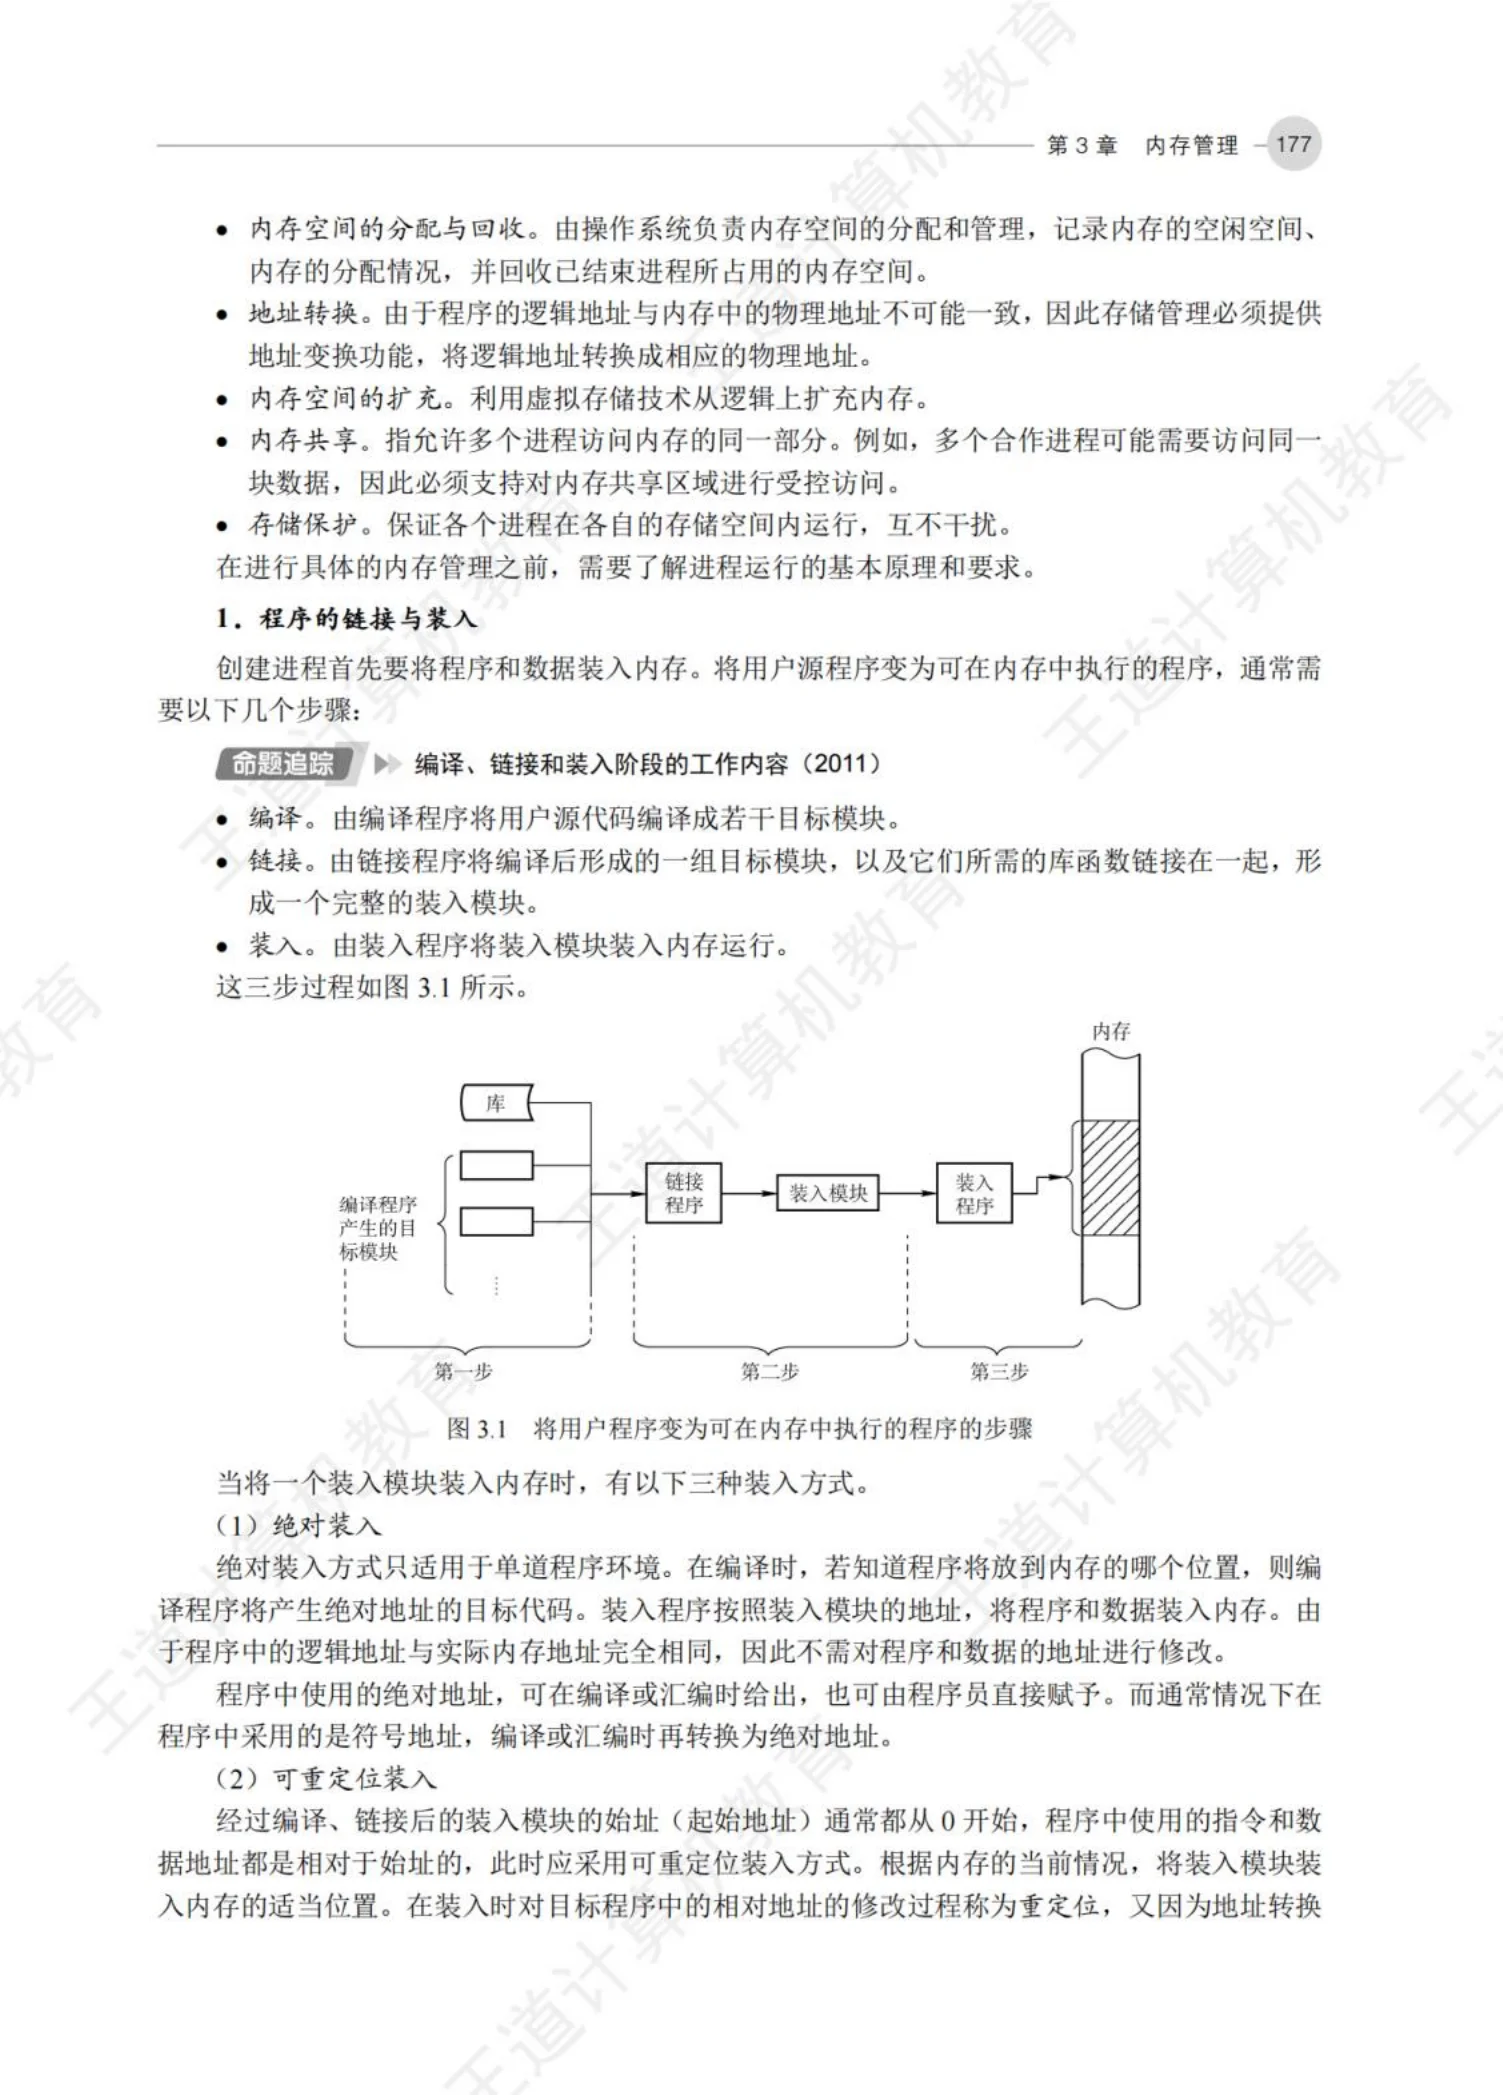 第 3 章 内存管理 177
• 内存空间的分配与回收。由操作系统负责内存空间的分配和管理，记录内存的空闲空间、
内存的分配情况，并回收已结束进程所占用的内存空间。
• 地址转换。由于程序的逻辑地址与内存中的物理地址不可能一致，因此存储管理必须提供
地址变换功能，将逻辑地址转换成相应的物理地址。
• 内存空间的扩充。利用虚拟存储技术从逻辑上扩充内存。
• 内存共享。指允许多个进程访问内存的同一部分。例如，多个合作进程可能需要访问同一
块数据，因此必须支持对内存共享区域进行受控访问。
• 存储保护。保证各个进程在各自的存储空间内运行，互不干扰。
在进行具体的内存管理之前，需要了解进程运行的基本原理和要求。
1．程序的链接与装入
创建进程首先要将程序和数据装入内存。将用户源程序变为可在内存中执行的程序，通常需
要以下几个步骤：
命题追踪 编译、链接和装入阶段的工作内容（2011）
• 编译。由编译程序将用户源代码编译成若干目标模块。
• 链接。由链接程序将编译后形成的一组目标模块，以及它们所需的库函数链接在一起，形
成一个完整的装入模块。
• 装入。由装入程序将装入模块装入内存运行。
这三步过程如图 3.1 所示。
内存
库
编译程序
产生的目
标模块
链接
程序
装入模块
装入
程序
第一步
第二步
第三步
图 3.1 将用户程序变为可在内存中执行的程序的步骤
当将一个装入模块装入内存时，有以下三种装入方式。
（1）绝对装入
绝对装入方式只适用于单道程序环境。在编译时，若知道程序将放到内存的哪个位置，则编
译程序将产生绝对地址的目标代码。装入程序按照装入模块的地址，将程序和数据装入内存。由
于程序中的逻辑地址与实际内存地址完全相同，因此不需对程序和数据的地址进行修改。
程序中使用的绝对地址，可在编译或汇编时给出，也可由程序员直接赋予。而通常情况下在
程序中采用的是符号地址，编译或汇编时再转换为绝对地址。
（2）可重定位装入
经过编译、链接后的装入模块的始址（起始地址）通常都从 0 开始，程序中使用的指令和数
据地址都是相对于始址的，此时应采用可重定位装入方式。根据内存的当前情况，将装入模块装
入内存的适当位置。在装入时对目标程序中的相对地址的修改过程称为重定位，又因为地址转换
王道计算机教育